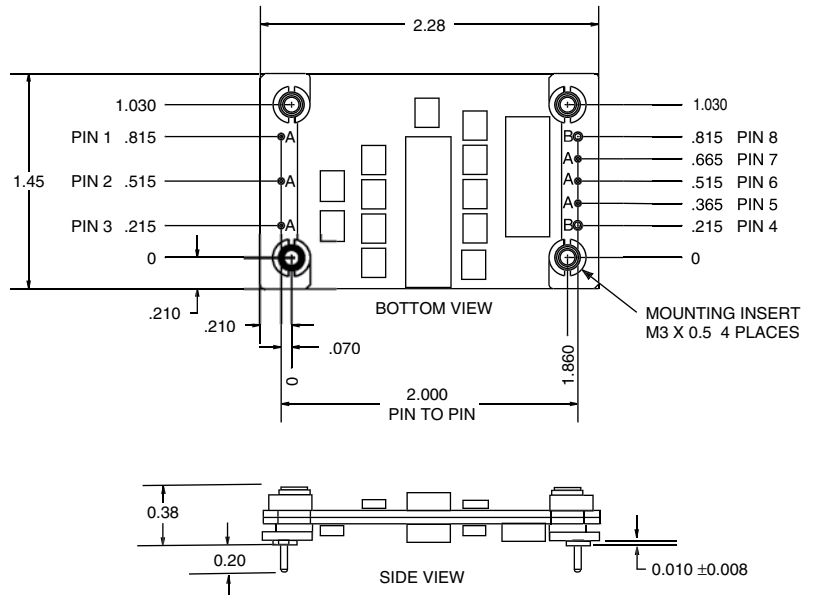 2.28
1.030
1.030
PIN 1 .815
A
B
.815 PIN 8
A
.665 PIN 7
1.45
PIN 2 .515
A
A
.515 PIN 6
A
.365 PIN 5
PIN 3 .215
A
B
.215 PIN 4
0
0
BOTTOM VIEW
MOUNTING INSERT
M3 X 0.5 4 PLACES
.210
.210
.070
0
1.860
2.000
PIN TO PIN
0.38
0.20
SIDE VIEW
0.010 ±0.008